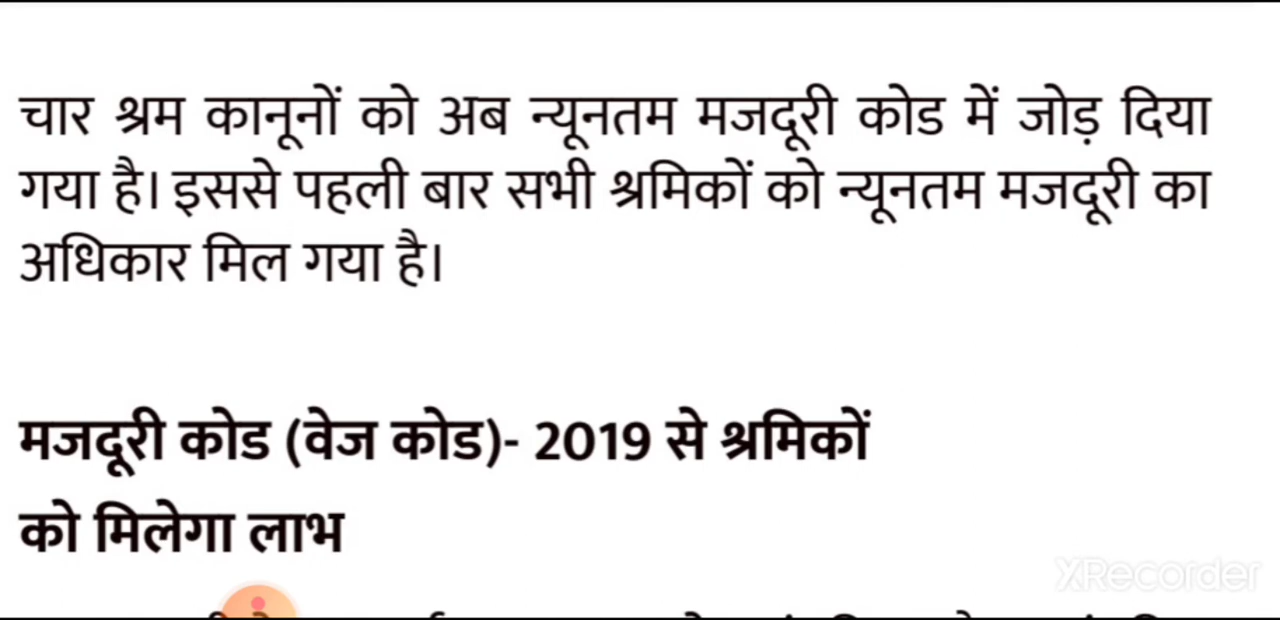 चार श्रम कानूनों को अब न्यूनतम मजदूरी कोड में जोड़ दिया
गया है। इससे पहली बार सभी श्रमिकों को न्यूनतम मजदूरी का
अधिकार मिल गया है।
मजदूरी कोड (वेज कोड)- 2019 से श्रमिकों
को मिलेगा लाभ
XRecorder